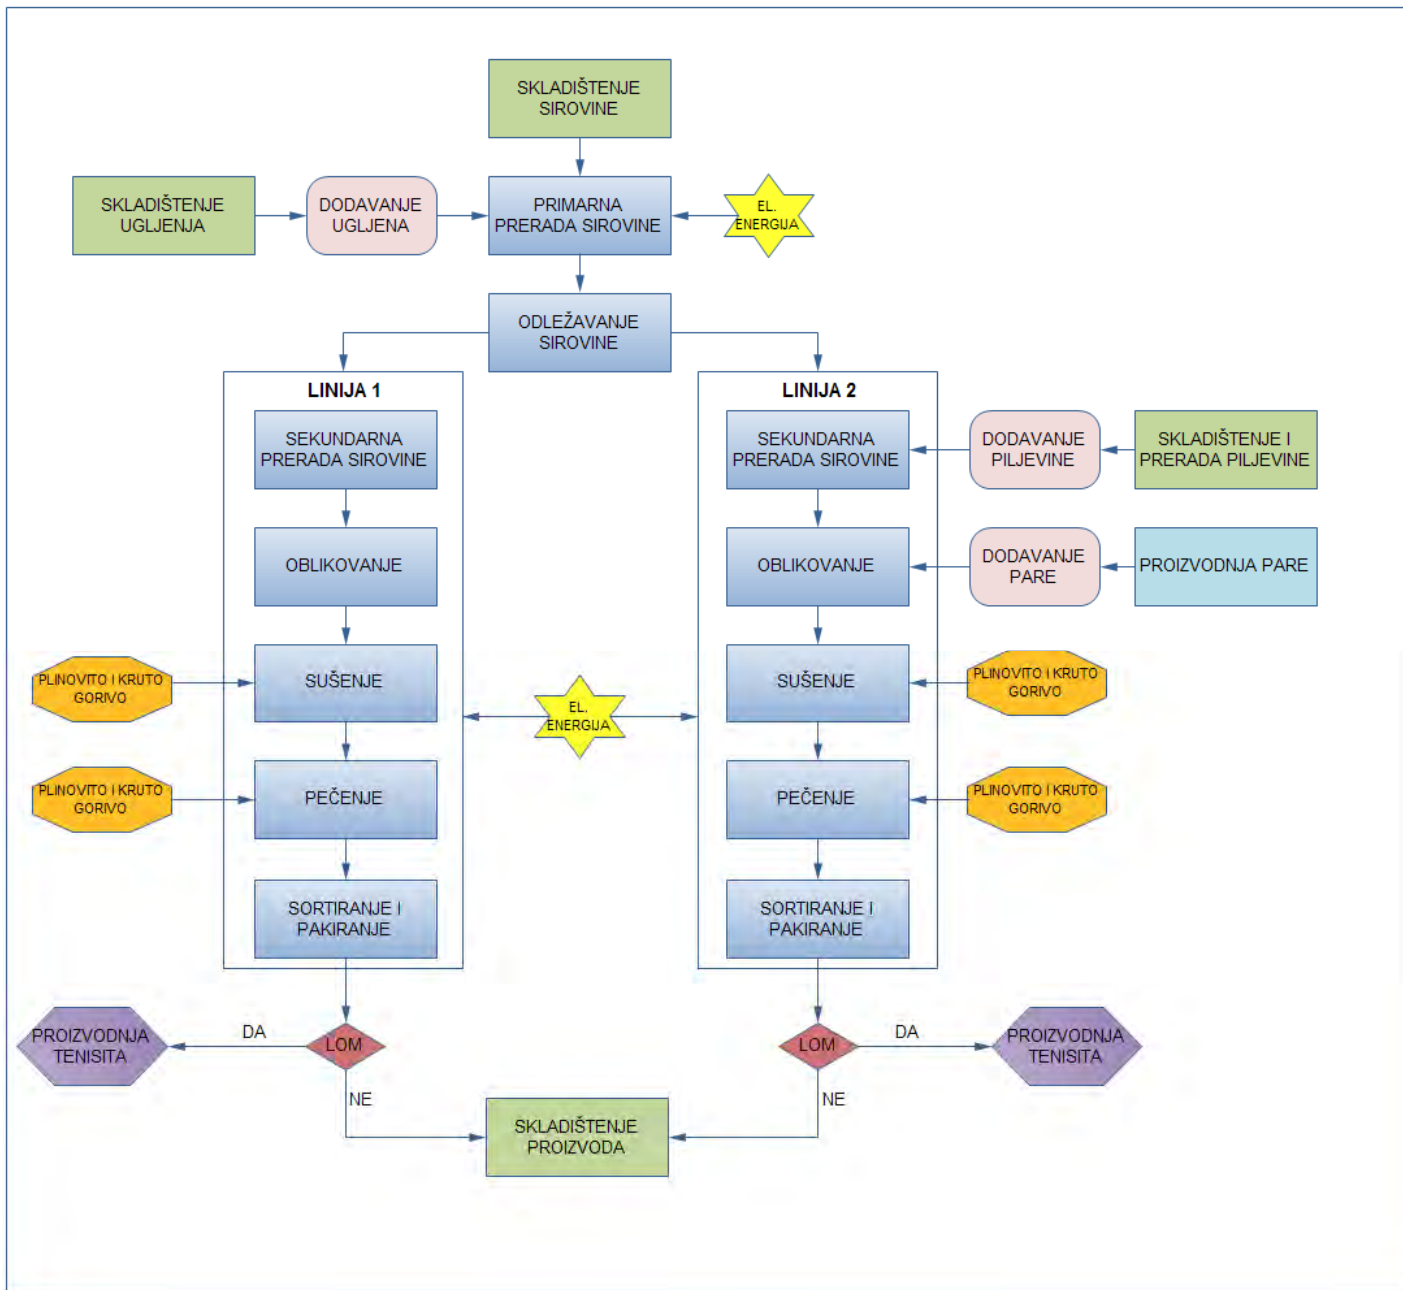 SKLADIŠTENJE
SIROVINE
SKLADIŠTENJE
UGLJENJA
DODAVANJE
UGLJENA
PRIMARNA
PRERADA SIROVINE
EL.
ENERGIJA
ODLEŽAVANJE
SIROVINE
LINIJA 1
SEKUNDARNA
PRERADA SIROVINE
OBLIKOVANJE
SUŠENJE
PEČENJE
SORTIRANJE I
PAKIRANJE
PLINOVITO I KRUTO
GORIVO
PLINOVITO I KRUTO
GORIVO
EL.
ENERGIJA
LINIJA 2
SEKUNDARNA
PRERADA SIROVINE
OBLIKOVANJE
SUŠENJE
PEČENJE
SORTIRANJE I
PAKIRANJE
DODAVANJE
PILJEVINE
SKLADIŠTENJE I
PRERADA PILJEVINE
DODAVANJE
PARE
PROIZVODNJA PARE
PLINOVITO I KRUTO
GORIVO
PLINOVITO I KRUTO
GORIVO
PROIZVODNJA
TENISITA
DA
LOM
NE
SKLADIŠTENJE
PROIZVODA
LOM
DA
NE
PROIZVODNJA
TENISITA